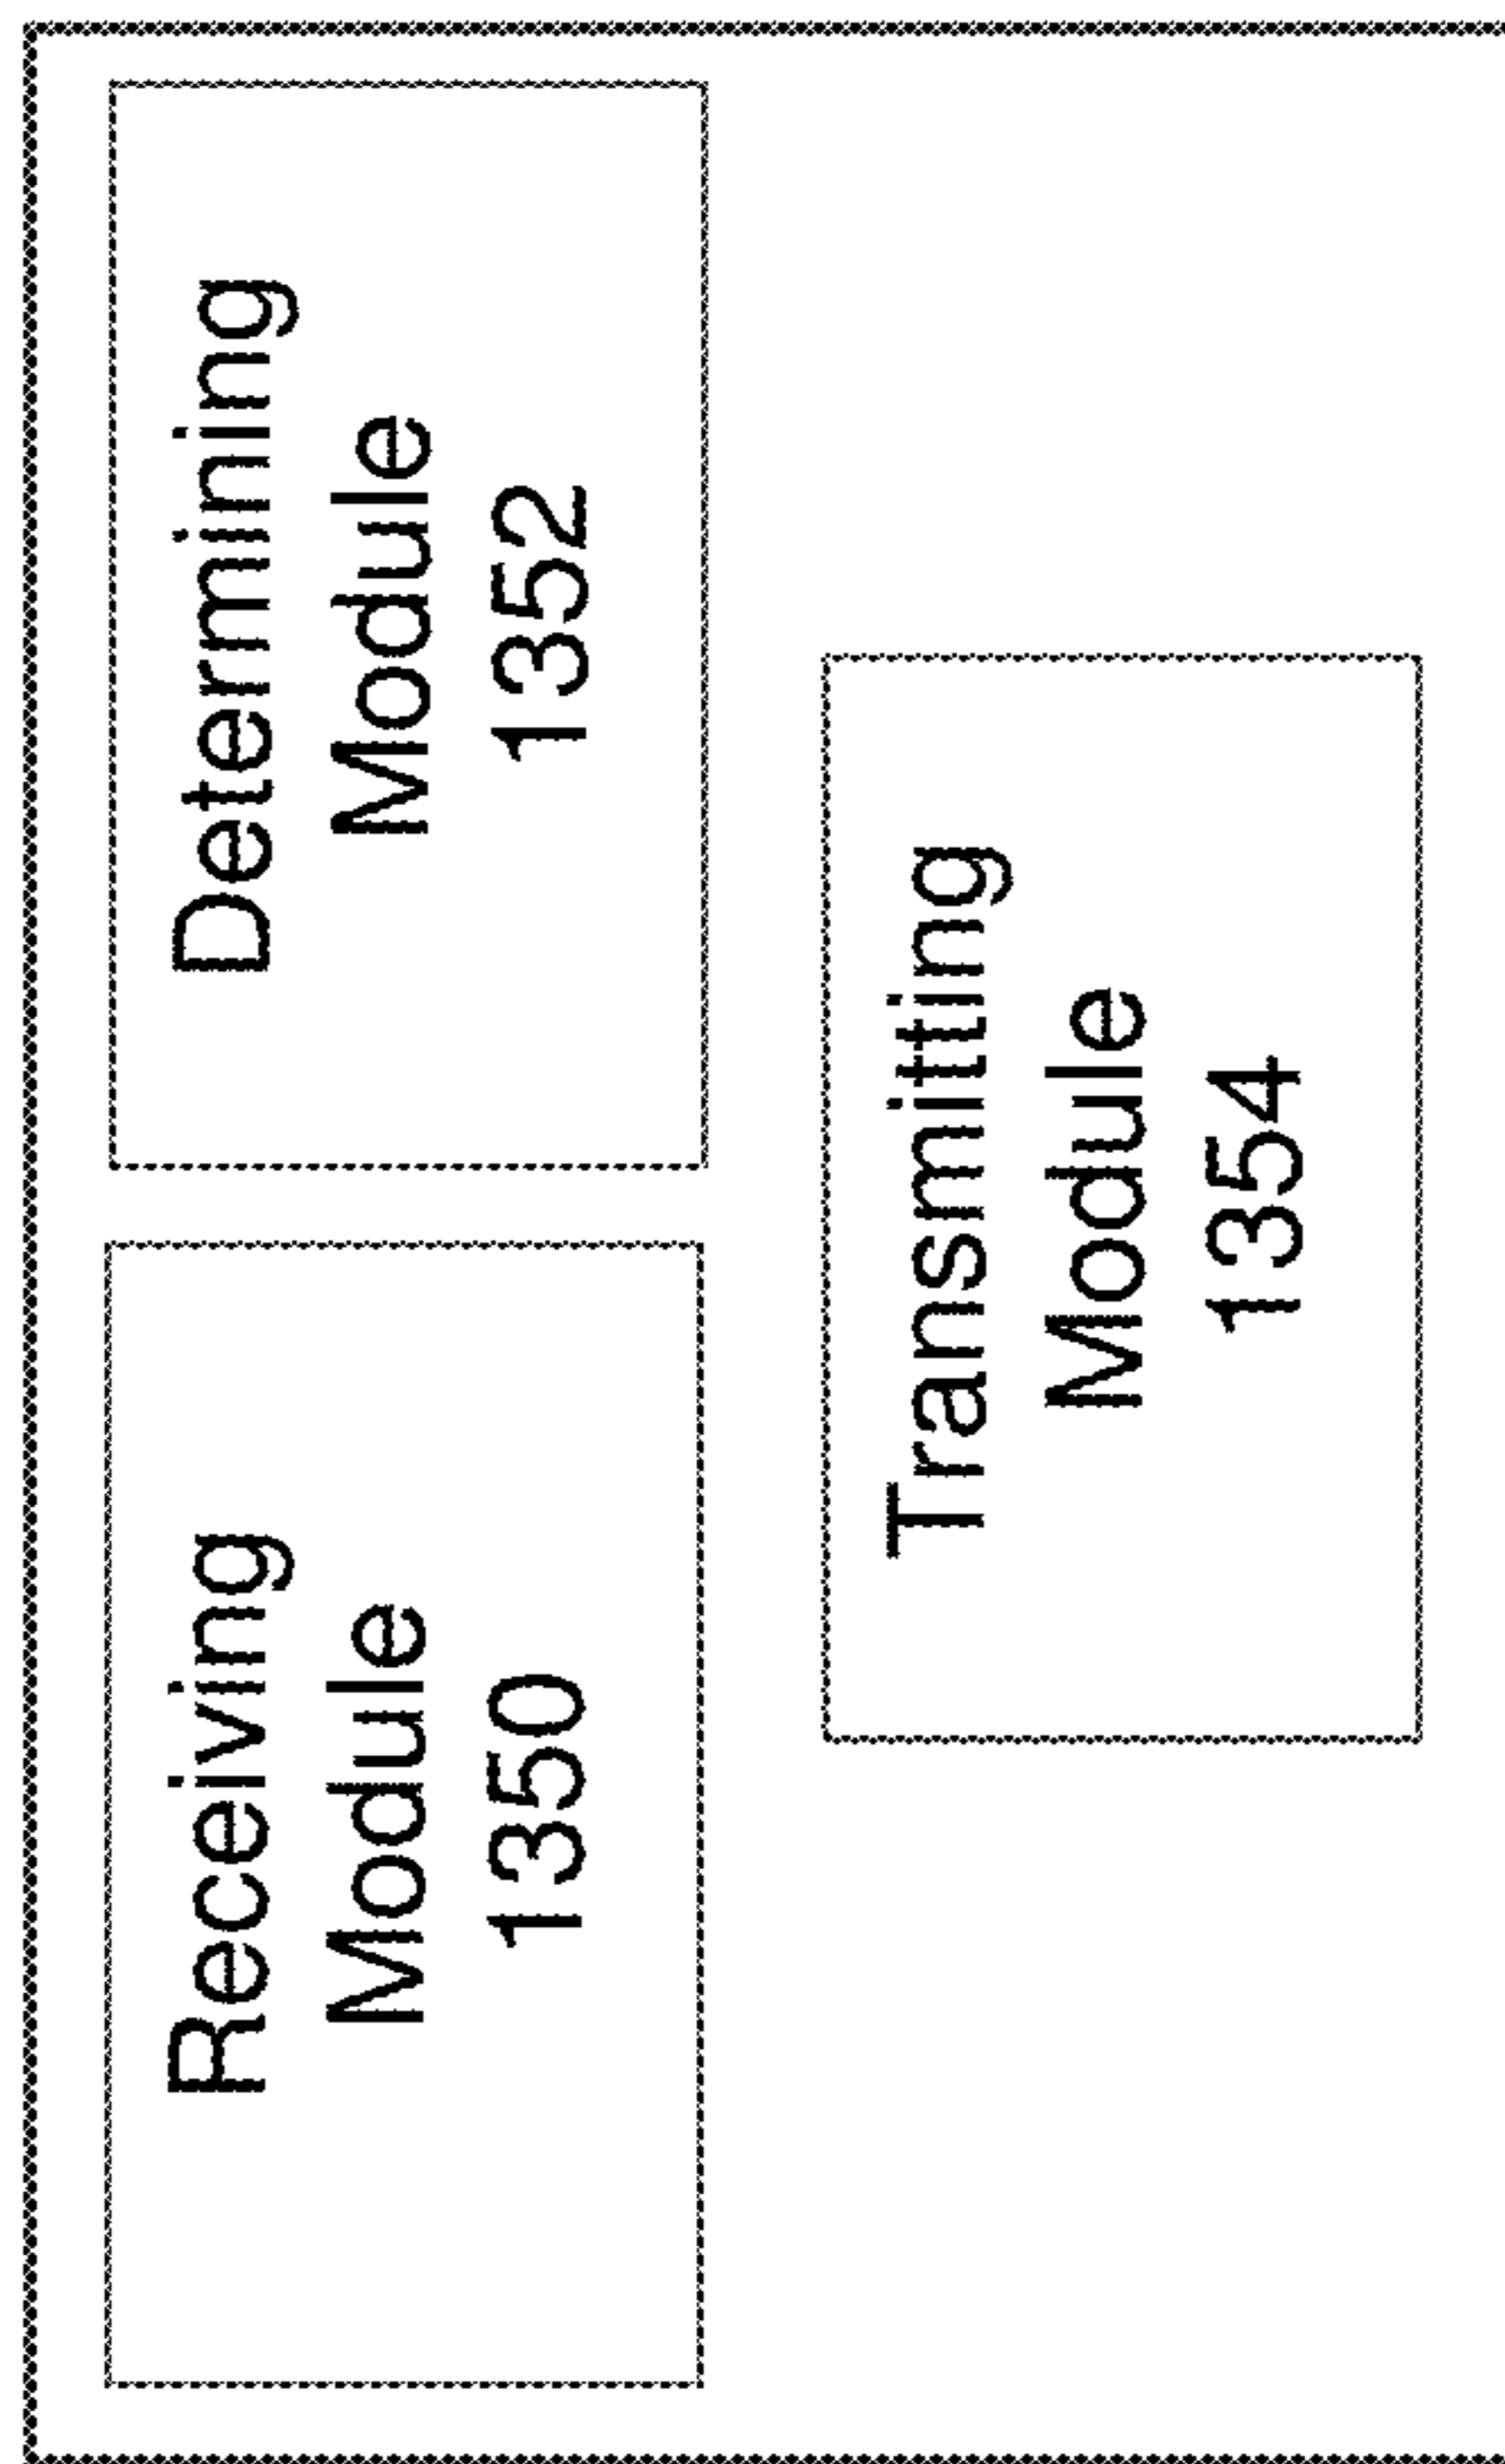 Receiving
Module
1350
Determining
Module
1352
Transmitting
Module
1354